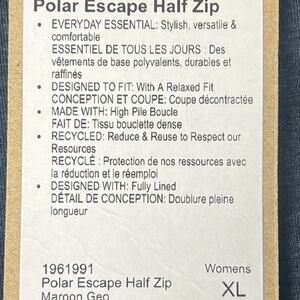 Polar Escape Half Zip
• EVERYDAY ESSENTIAL: Stylish, versatile &
comfortable
ESSENTIEL DE TOUS LES JOURS : Des
vêtements de base polyvalents, durables et
raffinés
• DESIGNED TO FIT: With A Relaxed Fit
CONCEPTION ET COUPE: Coupe décontractée
• MADE WITH: High Pile Boucle
FAIT DE: Tissu bouclette dense
• RECYCLED: Reduce & Reuse to Respect our
Resources
RECYCLÉ : Protection de nos ressources avec
la réduction et le réemploi
• DESIGNED WITH: Fully Lined
DÉTAIL DE CONCEPTION: Doublure pleine
longueur
1961991 Womens
Polar Escape Half Zip XL
Maroon Geo